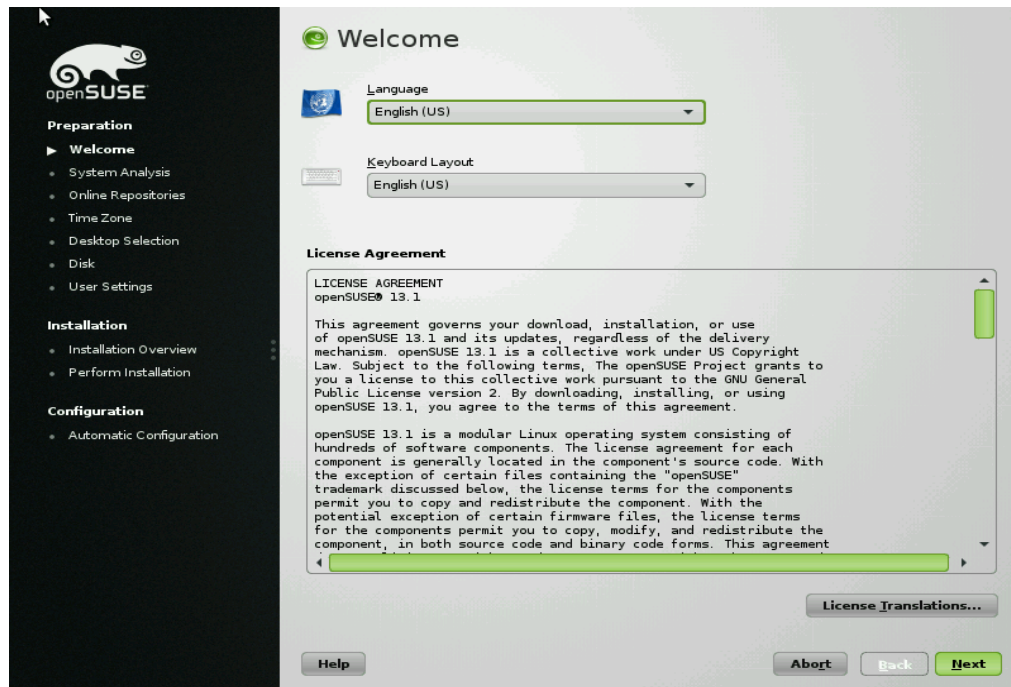 openSUSE
Preparation
Welcome
System Analysis
Online Repositories
Time Zone
Desktop Selection
Disk
User Settings
Installation
Installation Overview
Perform Installation
Configuration
Automatic Configuration
Welcome
Language
English (US)
Keyboard Layout
English (US)
License Agreement
LICENSE AGREEMENT
openSUSE® 13.1
This agreement governs your download, installation, or use
of openSUSE 13.1 and its updates, regardless of the delivery
mechanism. openSUSE 13.1 is a collective work under US Copyright
Law. Subject to the following terms, The openSUSE Project grants to
you a license to this collective work pursuant to the GNU General
Public License version 2. By downloading, installing, or using
openSUSE 13.1, you agree to the terms of this agreement.
openSUSE 13.1 is a modular Linux operating system consisting of
hundreds of software components. The license agreement for each
component is generally located in the component's source code. With
the exception of certain files containing the "openSUSE"
trademark discussed below, the license terms for the components
permit you to copy and redistribute the component. With the
potential exception of certain firmware files, the license terms
for the components permit you to copy, modify, and redistribute the
component, in both source code and binary code forms. This agreement
License Translations...
Help
Abort
Back
Next